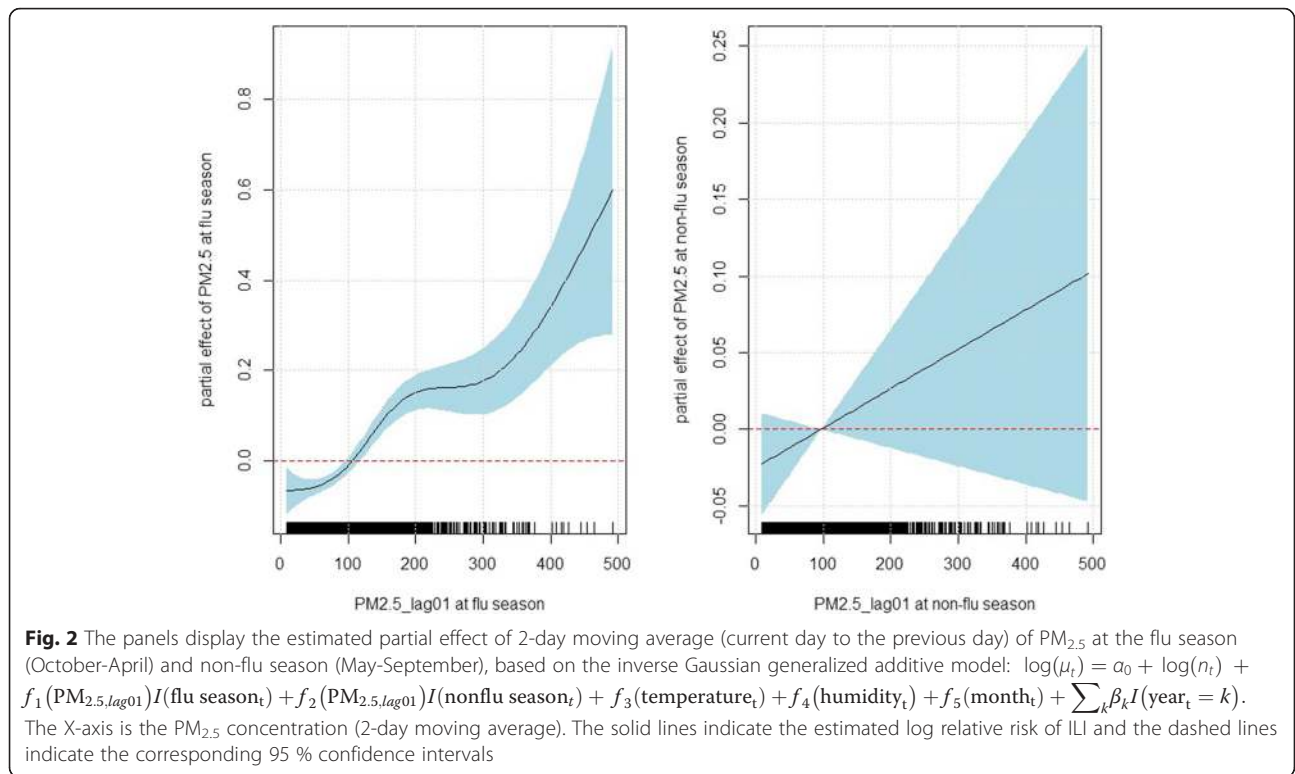 0.8
0.6
0.4
0.2
0.0
partial effect of PM2.5 at flu season
0 100 200 300 400 500
PM2.5_lag01 at flu season
0.25
0.20
0.15
0.10
0.05
0.00
-0.05
partial effect of PM2.5 at non-flu season
0 100 200 300 400 500
PM2.5_lag01 at non-flu season
Fig. 2 The panels display the estimated partial effect of 2-day moving average (current day to the previous day) of PM2.5 at the flu season
(October-April) and non-flu season (May-September), based on the inverse Gaussian generalized additive model: log(μt) = α0 + log(nt) +
f1(PM2.5,lag01)I(flu seasont) + f2(PM2.5,lag01)I(nonflu seasont) + f3(temperaturet) + f4(humidityt) + f5(montht) + ∑kβkI(yeart = k).
The X-axis is the PM2.5 concentration (2-day moving average). The solid lines indicate the estimated log relative risk of ILI and the dashed lines
indicate the corresponding 95 % confidence intervals